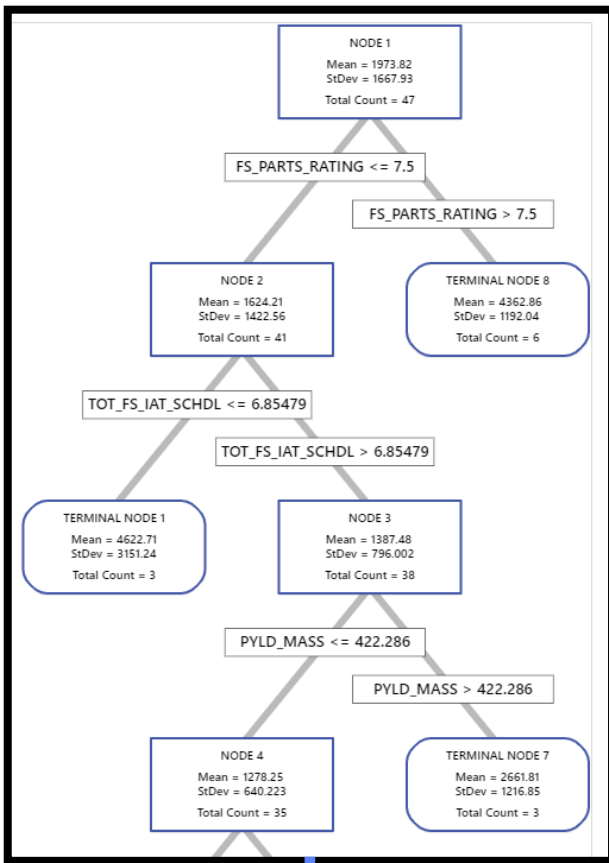 NODE 1
Mean = 1973.82
StDev = 1667.93
Total Count = 47
FS_PARTS_RATING <= 7.5
FS_PARTS_RATING > 7.5
NODE 2
Mean = 1624.21
StDev = 1422.56
Total Count = 41
TERMINAL NODE 8
Mean = 4362.86
StDev = 1192.04
Total Count = 6
TOT_FS_IAT_SCHDL <= 6.85479
TOT_FS_IAT_SCHDL > 6.85479
TERMINAL NODE 1
Mean = 4622.71
StDev = 3151.24
Total Count = 3
NODE 3
Mean = 1387.48
StDev = 796.002
Total Count = 38
PYLD_MASS <= 422.286
PYLD_MASS > 422.286
NODE 4
Mean = 1278.25
StDev = 640.223
Total Count = 35
TERMINAL NODE 7
Mean = 2661.81
StDev = 1216.85
Total Count = 3